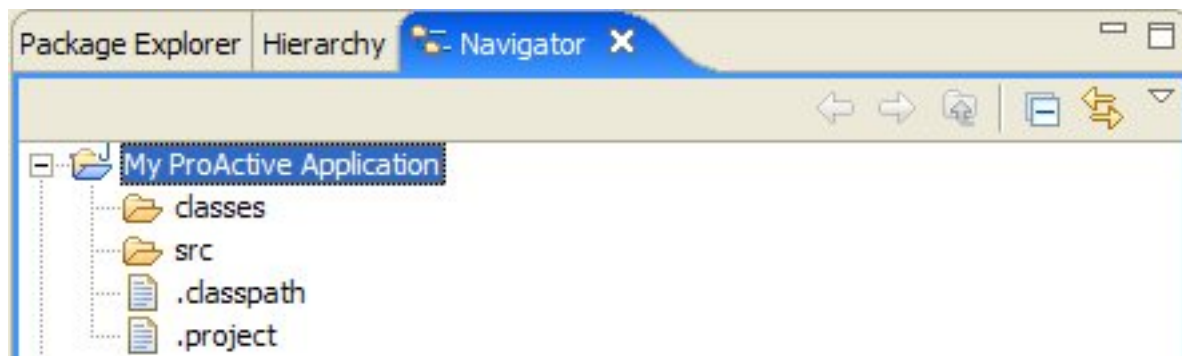 Package Explorer Hierarchy Navigator
My ProActive Application
classes
src
.classpath
.project